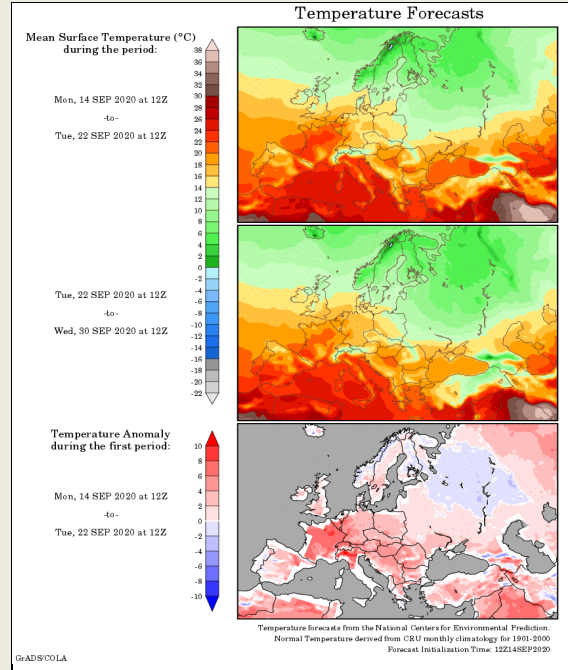 Temperature Forecasts
Mean Surface Temperature (°C)
during the period:
Mon, 14 SEP 2020 at 12Z
-to-
Tue, 22 SEP 2020 at 12Z
38
36
34
32
30
28
26
24
22
20
18
16
14
12
10
8
6
4
2
0
-2
-4
-6
-8
-10
-12
-14
-16
-18
-20
-22
Tue, 22 SEP 2020 at 12Z
-to-
Wed, 30 SEP 2020 at 12Z
Temperature Anomaly
during the first period:
Mon, 14 SEP 2020 at 12Z
-to-
Tue, 22 SEP 2020 at 12Z
10
8
6
4
2
0
-2
-4
-6
-8
-10
Temperature forecasts from the National Centers for Environmental Prediction.
Normal Temperature derived from CRU monthly climatology for 1901-2000
Forecast Initialization Time: 12Z14SEP2020
GrADS/COLA